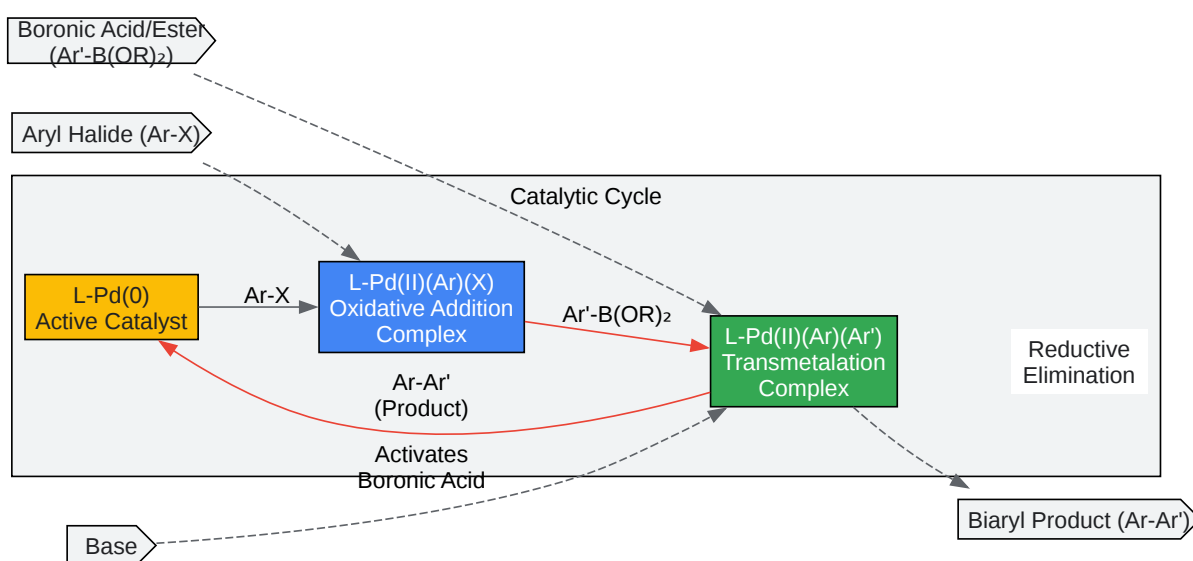 Boronic Acid/Ester
(Ar'-B(OR)₂)
Aryl Halide (Ar-X)
Catalytic Cycle
L-Pd(0)
Active Catalyst
Ar-X
L-Pd(II)(Ar)(X)
Oxidative Addition
Complex
Ar'-B(OR)₂
L-Pd(II)(Ar)(Ar')
Transmetalation
Complex
Reductive
Elimination
Ar-Ar'
(Product)
Activates
Boronic Acid
Base
Biaryl Product (Ar-Ar')